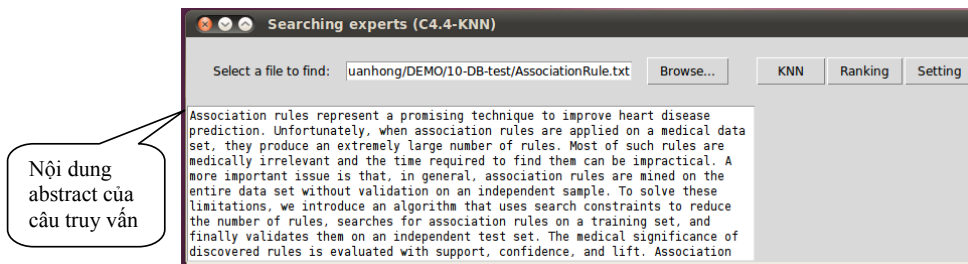 Searching experts (C4.4-KNN)
Select a file to find: uanhong/DEMO/10-DB-test/AssociationRule.txt Browse... KNN Ranking Setting
Association rules represent a promising technique to improve heart disease
prediction. Unfortunately, when association rules are applied on a medical data
set, they produce an extremely large number of rules. Most of such rules are
medically irrelevant and the time required to find them can be impractical. A
more important issue is that, in general, association rules are mined on the
entire data set without validation on an independent sample. To solve these
limitations, we introduce an algorithm that uses search constraints to reduce
the number of rules, searches for association rules on a training set, and
finally validates them on an independent test set. The medical significance of
discovered rules is evaluated with support, confidence, and lift. Association
Nội dung
abstract của
câu truy vấn